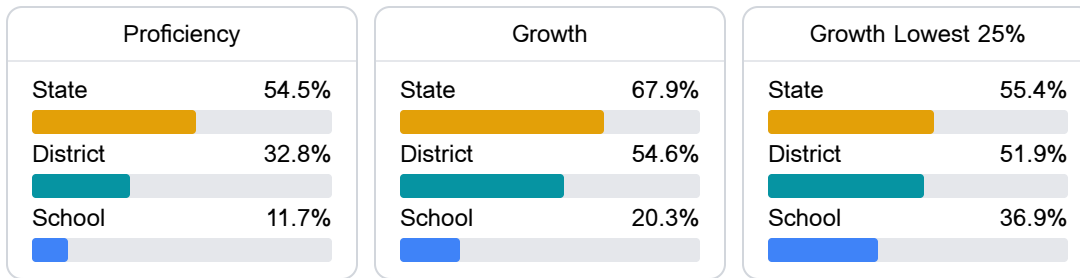 Proficiency
State 54.5%
District 32.8%
School 11.7%
Growth
State 67.9%
District 54.6%
School 20.3%
Growth Lowest 25%
State 55.4%
District 51.9%
School 36.9%